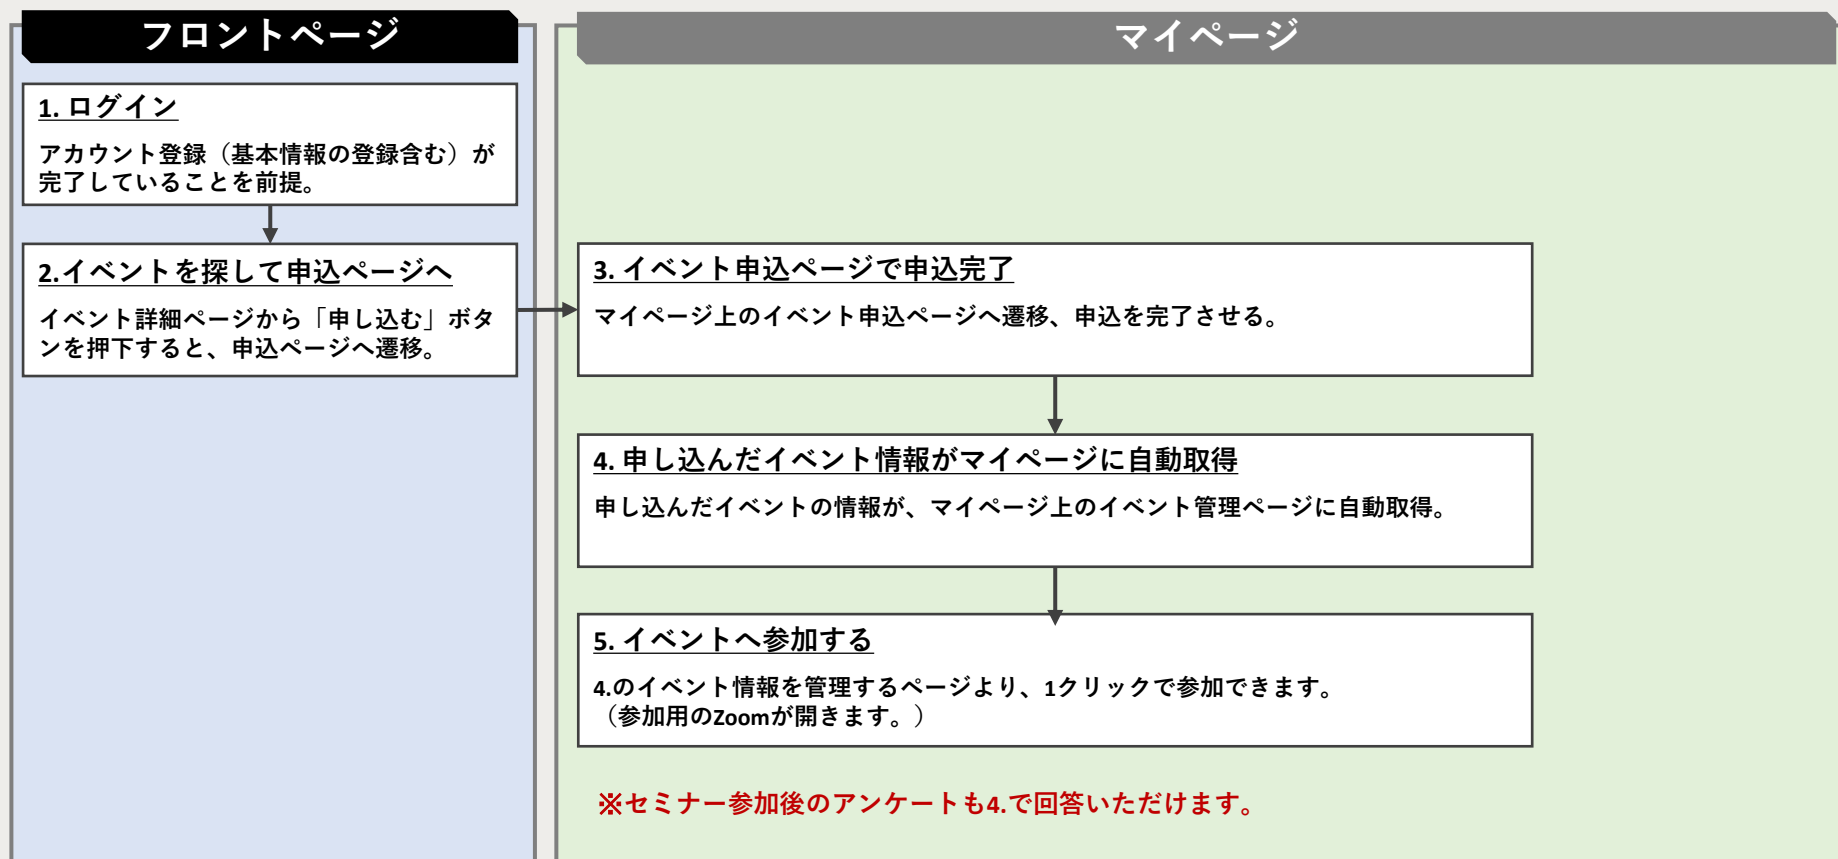 フロントページ
1. ログイン
アカウント登録（基本情報の登録含む）が
完了していることを前提。
2.イベントを探して申込ページへ
イベント詳細ページから「申し込む」ボタ
ンを押下すると、申込ページへ遷移。
マイページ
3. イベント申込ページで申込完了
マイページ上のイベント申込ページへ遷移、申込を完了させる。
4. 申し込んだイベント情報がマイページに自動取得
申し込んだイベントの情報が、マイページ上のイベント管理ページに自動取得。
5. イベントへ参加する
4.のイベント情報を管理するページより、1クリックで参加できます。
（参加用のZoomが開きます。）
※セミナー参加後のアンケートも4.で回答いただけます。